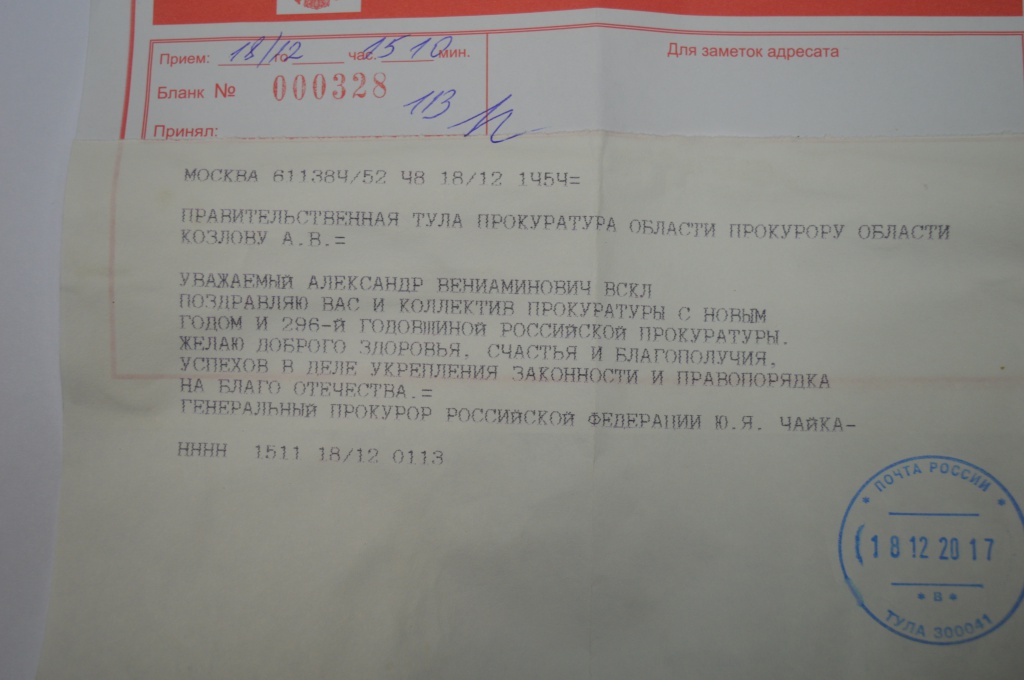 Прием: 18/12 час. 15 10 мин.
Для заметок адресата
Бланк № 000328
113
Принял:
МОСКВА 611384/52 48 18/12 1454=
ПРАВИТЕЛЬСТВЕННАЯ ТУЛА ПРОКУРАТУРА ОБЛАСТИ ПРОКУРОРУ ОБЛАСТИ
КОЗЛОВУ А.В.=
УВАЖАЕМЫЙ АЛЕКСАНДР ВЕНИАМИНОВИЧ ВСКЛ
ПОЗДРАВЛЯЮ ВАС И КОЛЛЕКТИВ ПРОКУРАТУРЫ С НОВЫМ
ГОДОМ И 296-Й ГОДОВШИНОЙ РОССИЙСКОЙ ПРОКУРАТУРЫ.
ЖЕЛАЮ ДОБРОГО ЗДОРОВЬЯ, СЧАСТЬЯ И БЛАГОПОЛУЧИЯ,
УСПЕХОВ В ДЕЛЕ УКРЕПЛЕНИЯ ЗАКОННОСТИ И ПРАВОПОРЯДКА
НА БЛАГО ОТЕЧЕСТВА.=
ГЕНЕРАЛЬНЫЙ ПРОКУРОР РОССИЙСКОЙ ФЕДЕРАЦИИ Ю.Я. ЧАЙКА-
НННН 1511 18/12 0113
ПОЧТА РОССИИ
18 12 2017
* В *
ТУЛА 300041